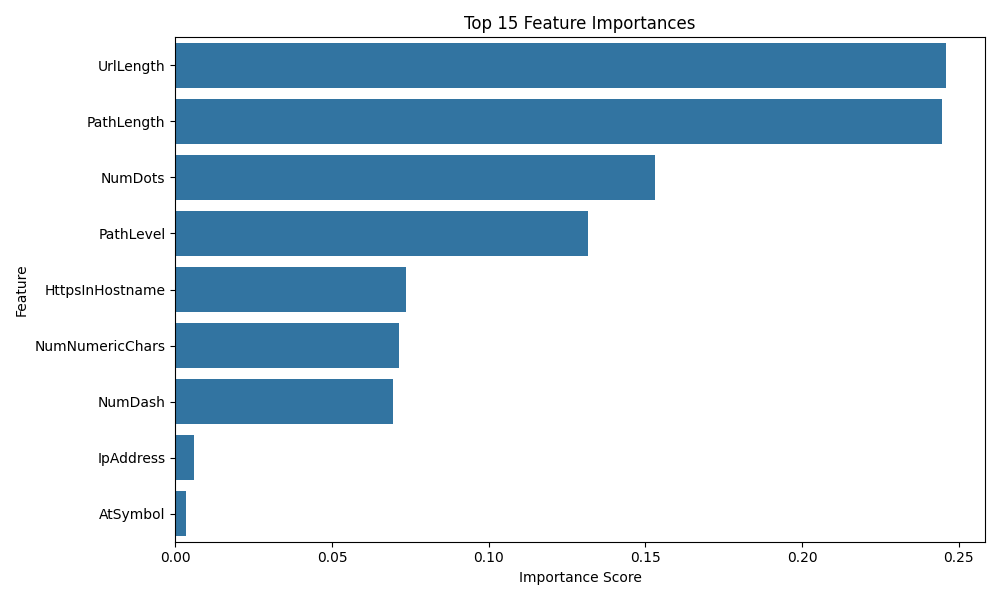 Top 15 Feature Importances
Feature
UrlLength
PathLength
NumDots
PathLevel
HttpsInHostname
NumNumericChars
NumDash
IpAddress
AtSymbol
0.00 0.05 0.10 0.15 0.20 0.25
Importance Score